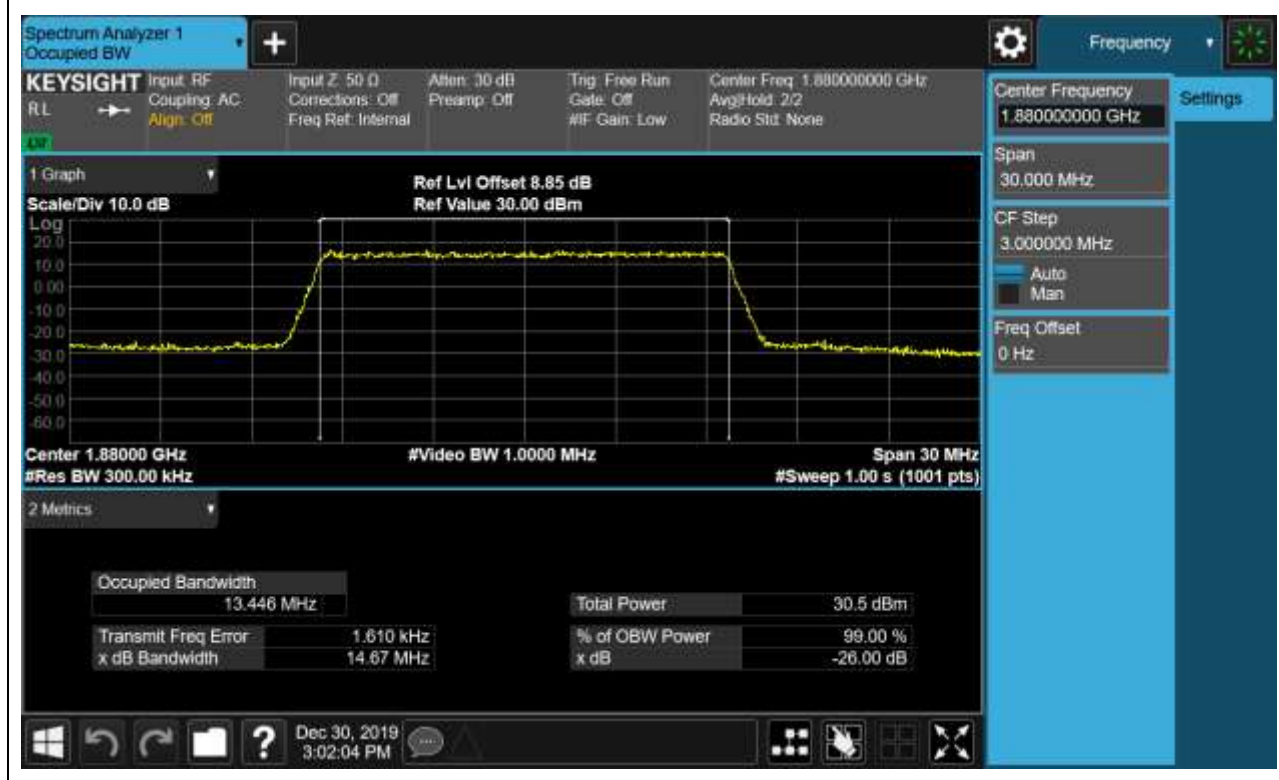 Spectrum Analyzer 1
Occupied BW
Frequency
KEYSIGHT
RL
Input: RF
Coupling: AC
Align: Off
Input Z: 50 Ω
Corrections: Off
Freq Ref: Internal
Atten: 30 dB
Preamp: Off
Trig: Free Run
Gate: Off
#IF Gain: Low
Center Freq: 1.880000000 GHz
Avg|Hold: 2/2
Radio Std: None
Center Frequency
1.880000000 GHz
Settings
Span
30.000 MHz
CF Step
3.000000 MHz
Auto
Man
Freq Offset
0 Hz
1 Graph
Scale/Div 10.0 dB
Ref Lvl Offset 8.85 dB
Ref Value 30.00 dBm
Log
20.0
10.0
0.00
-10.0
-20.0
-30.0
-40.0
-50.0
-60.0
Center 1.88000 GHz
#Video BW 1.0000 MHz
Span 30 MHz
#Res BW 300.00 kHz
#Sweep 1.00 s (1001 pts)
2 Metrics
Occupied Bandwidth
13.446 MHz
Total Power 30.5 dBm
Transmit Freq Error 1.610 kHz
% of OBW Power 99.00 %
x dB Bandwidth 14.67 MHz
x dB -26.00 dB
?
Dec 30, 2019
3:02:04 PM